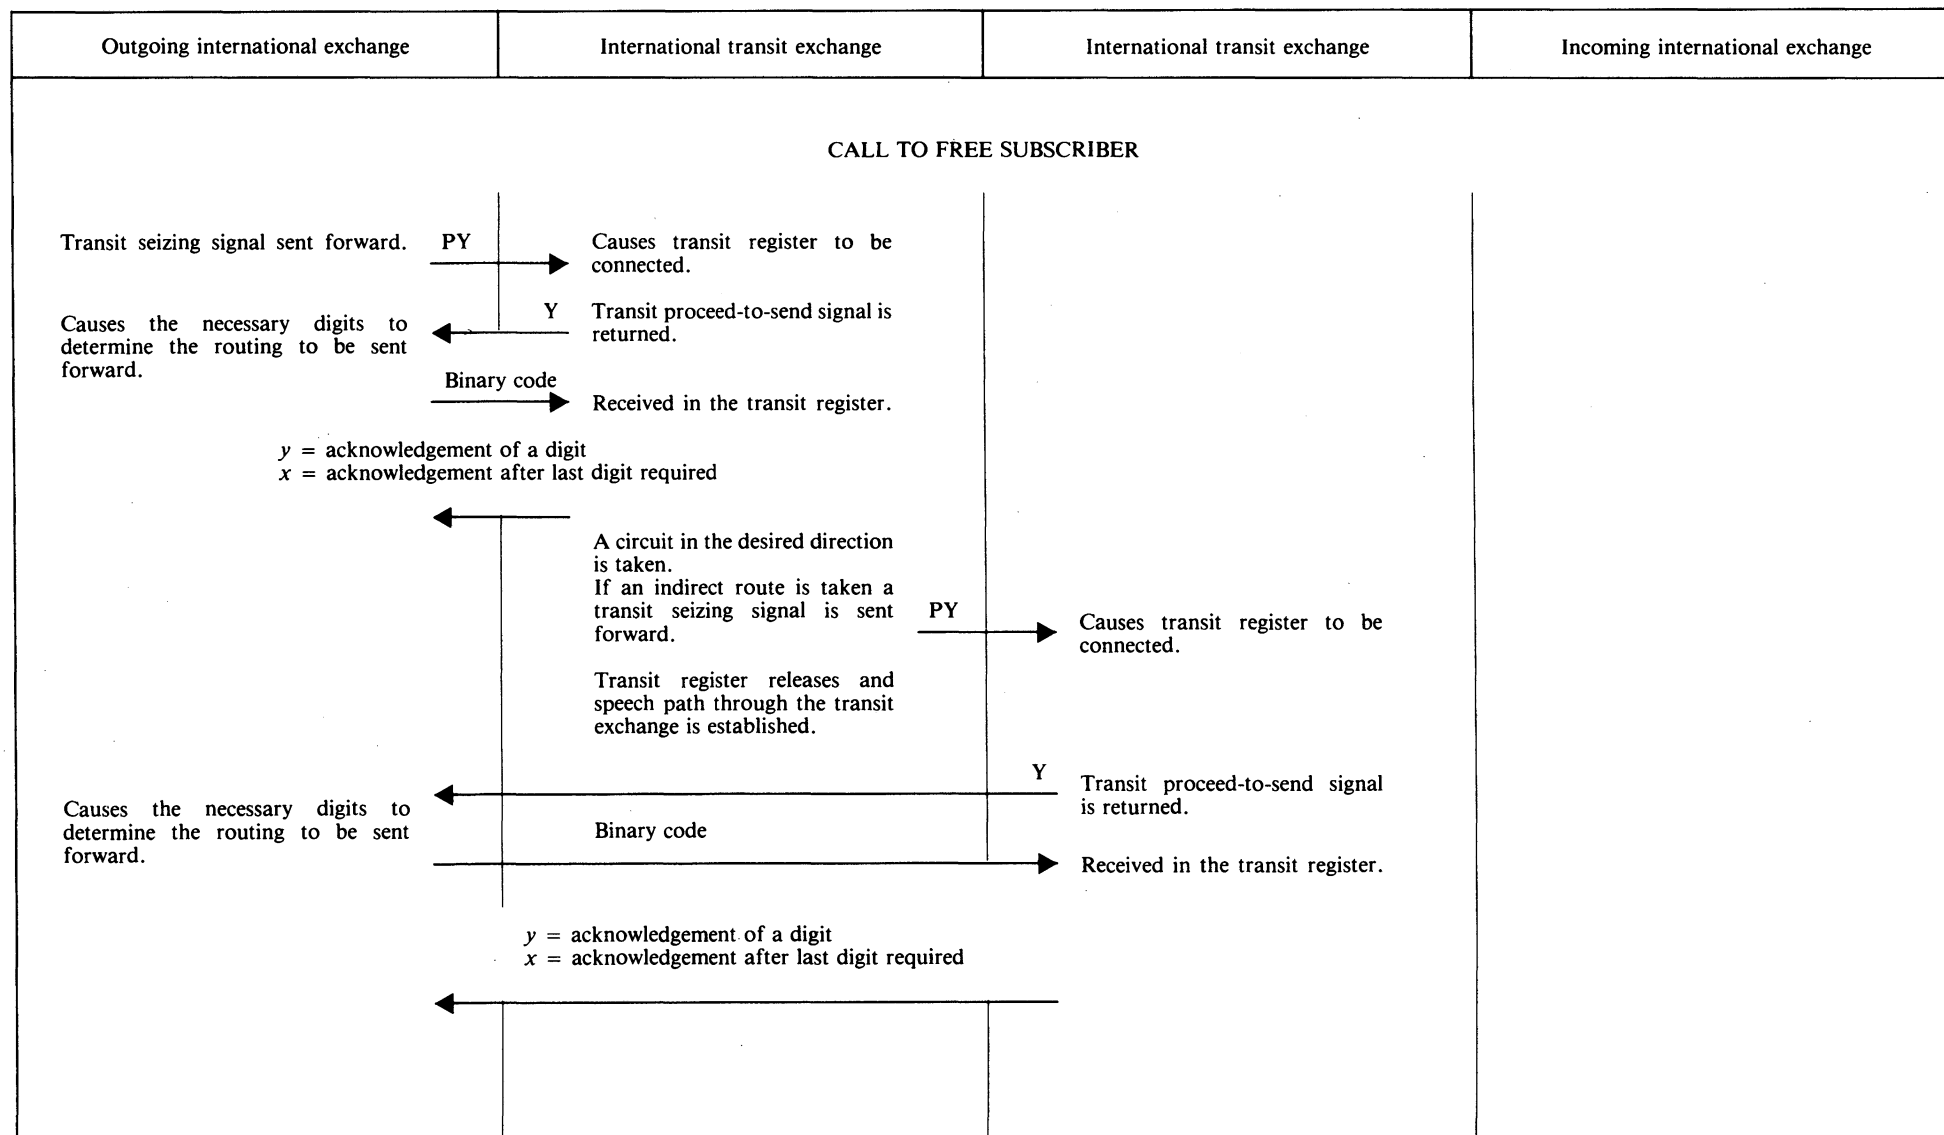 Outgoing international exchange
International transit exchange
International transit exchange
Incoming international exchange
CALL TO FREE SUBSCRIBER
Transit seizing signal sent forward.
PY
Causes transit register to be
connected.
Y
Transit proceed-to-send signal is
returned.
Causes the necessary digits to
determine the routing to be sent
forward.
Binary code
Received in the transit register.
y = acknowledgement of a digit
x = acknowledgement after last digit required
A circuit in the desired direction
is taken.
If an indirect route is taken a
transit seizing signal is sent
forward.
PY
Causes transit register to be
connected.
Transit register releases and
speech path through the transit
exchange is established.
Y
Transit proceed-to-send signal
is returned.
Causes the necessary digits to
determine the routing to be sent
forward.
Binary code
Received in the transit register.
y = acknowledgement of a digit
x = acknowledgement after last digit required